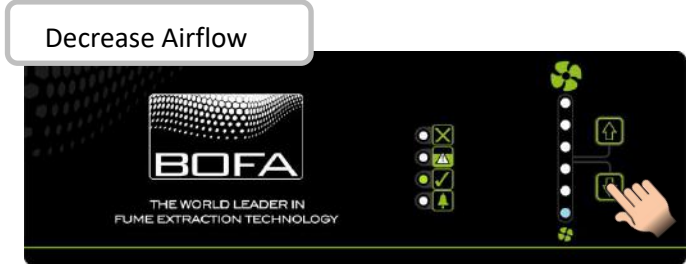 Decrease Airflow
BOFA
THE WORLD LEADER IN
FUME EXTRACTION TECHNOLOGY